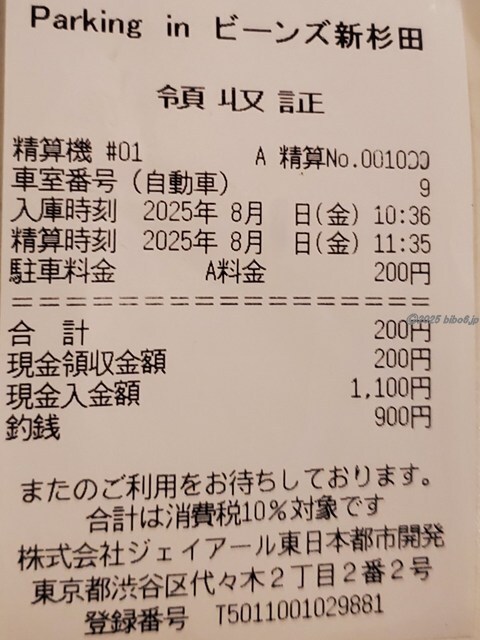 Parking in ビーンズ新杉田
領収証
精算機 #01 A 精算No.001000
車室番号（自動車） 9
入庫時刻 2025年 8月 日(金) 10:36
精算時刻 2025年 8月 日(金) 11:35
駐車料金 A料金 200円
==============================
合 計 200円
©2025 bibo6.jp
現金領収金額 200円
現金入金額 1,100円
釣銭 900円
またのご利用をお待ちしております。
合計は消費税10%対象です
株式会社ジェイアール東日本都市開発
東京都渋谷区代々木２丁目２番２号
登録番号 T5011001029881